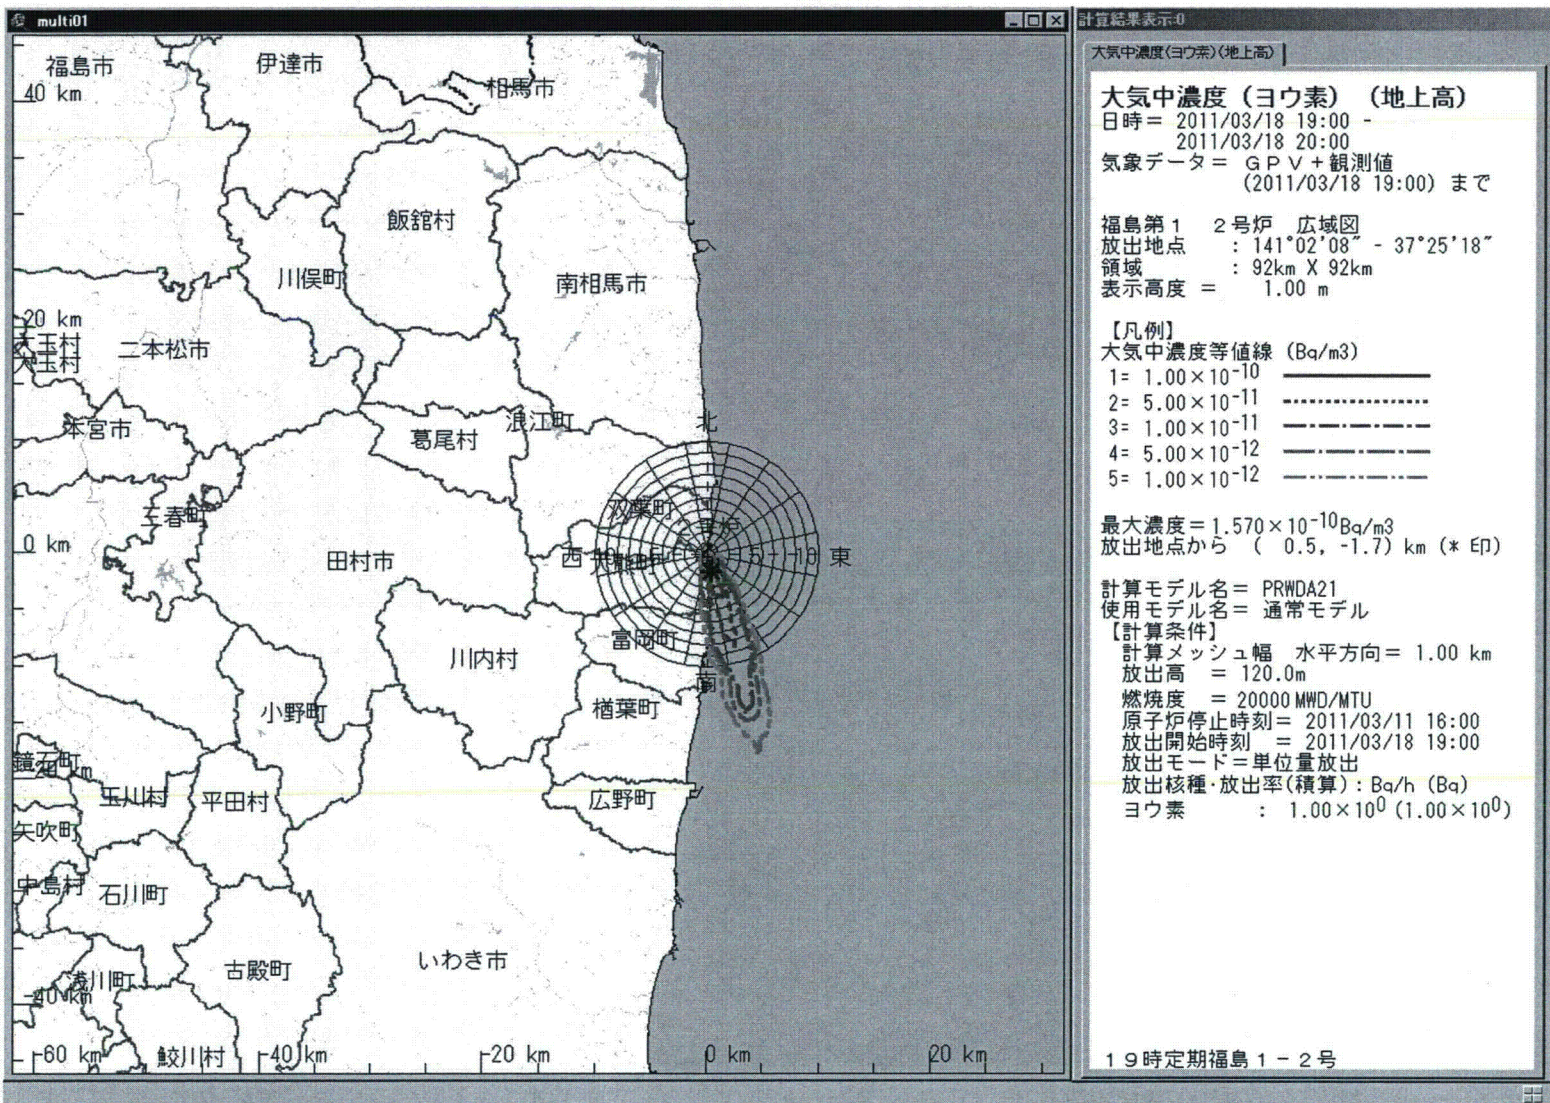 multi01
福島市
伊達市
相馬市
40 km
飯舘村
川俣町
南相馬市
20 km
大玉村
大玉村
二本松市
本宮市
葛尾村
浪江町
北
三春町
双葉町
0 km
田村市
西
東
富岡町
川内村
南
小野町
楢葉町
鏡石町
-20 km
玉川村
平田村
広野町
矢吹町
中島村
石川町
いわき市
古殿町
浅川町
-40 km
鮫川村
-60 km
-40 km
-20 km
0 km
20 km
計算結果表示:0
大気中濃度(ヨウ素)(地上高)
大気中濃度(ヨウ素) (地上高)
日時= 2011/03/18 19:00 -
2011/03/18 20:00
気象データ= GPV+観測値
(2011/03/18 19:00) まで
福島第1 2号炉 広域図
放出地点 : 141°02'08" - 37°25'18"
領域 : 92km X 92km
表示高度 = 1.00 m
【凡例】
大気中濃度等値線 (Bq/m3)
1= 1.00×10-10
2= 5.00×10-11
3= 1.00×10-11
4= 5.00×10-12
5= 1.00×10-12
最大濃度=1.570×10-10Bq/m3
放出地点から ( 0.5, -1.7) km (* 印)
計算モデル名= PRWDA21
使用モデル名= 通常モデル
【計算条件】
計算メッシュ幅 水平方向= 1.00 km
放出高 = 120.0m
燃焼度 = 20000MWD/MTU
原子炉停止時刻= 2011/03/11 16:00
放出開始時刻 = 2011/03/18 19:00
放出モード=単位量放出
放出核種・放出率(積算):Bq/h (Bq)
ヨウ素 : 1.00×100 (1.00×100)
19時定期福島1-2号